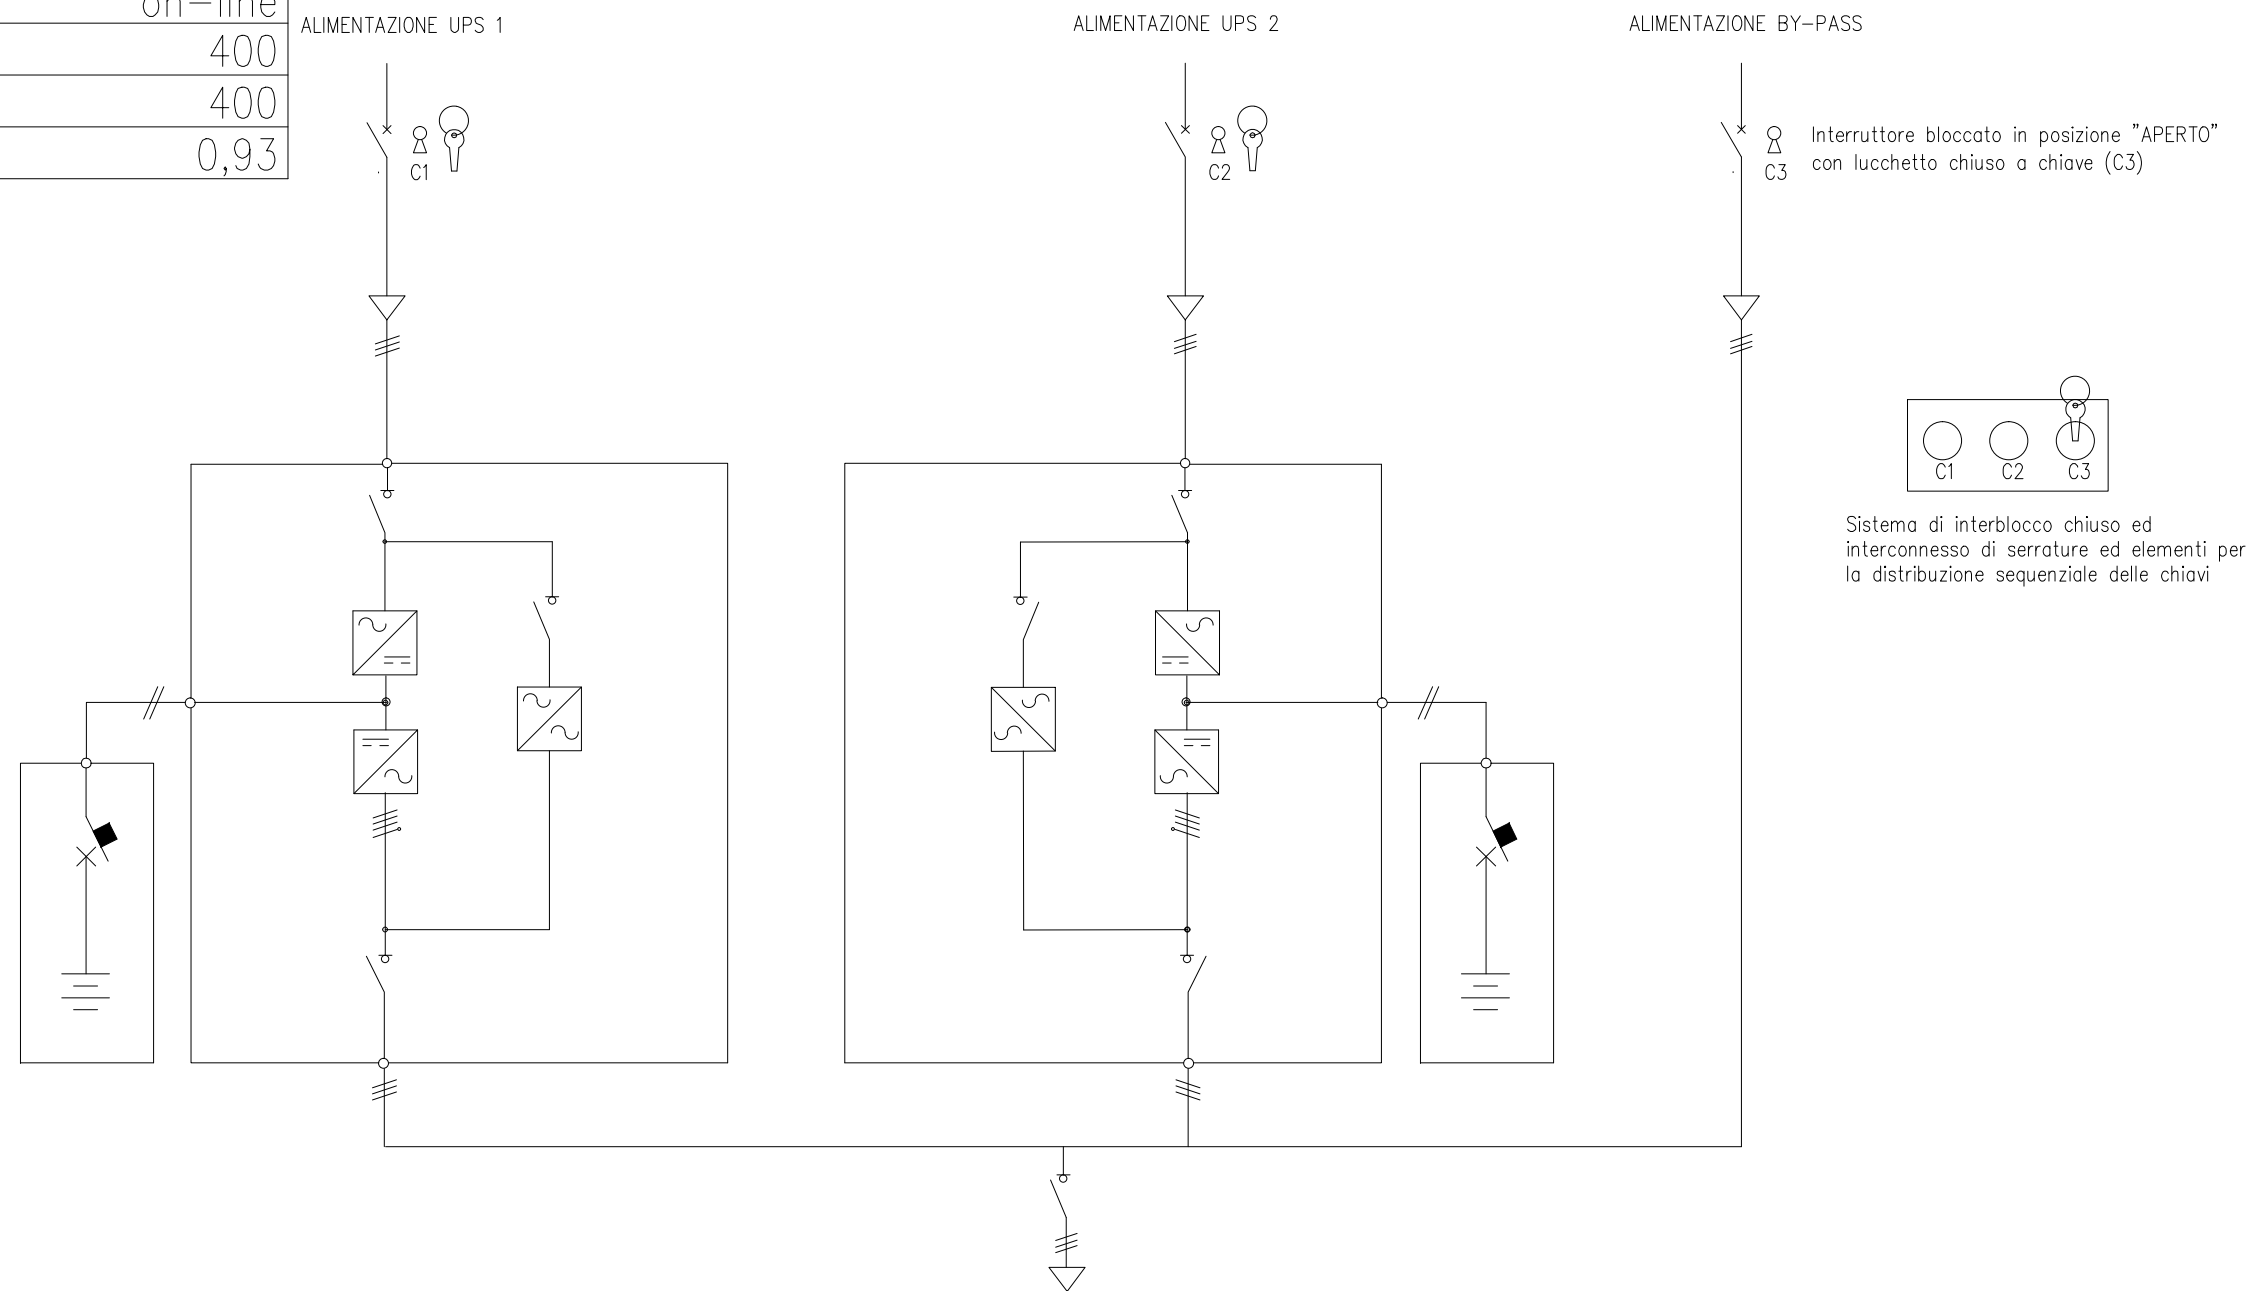 on-line
400
400
0,93
ALIMENTAZIONE UPS 1
ALIMENTAZIONE UPS 2
ALIMENTAZIONE BY-PASS
C1
C2
C3
Interruttore bloccato in posizione "APERTO"
con lucchetto chiuso a chiave (C3)
C1
C2
C3
Sistema di interblocco chiuso ed
interconnesso di serrature ed elementi per
la distribuzione sequenziale delle chiavi